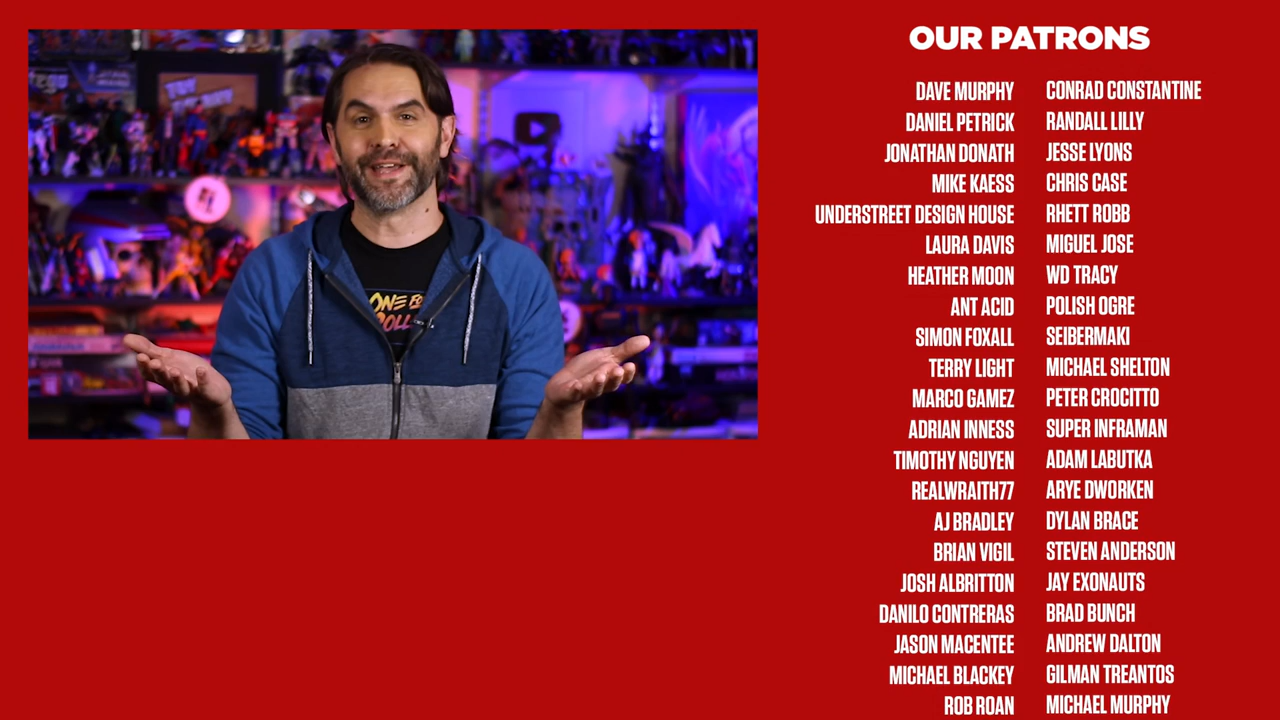 OUR PATRONS
DAVE MURPHY CONRAD CONSTANTINE
DANIEL PETRICK RANDALL LILLY
JONATHAN DONATH JESSE LYONS
MIKE KAESS CHRIS CASE
UNDERSTREET DESIGN HOUSE RHETT ROBB
LAURA DAVIS MIGUEL JOSE
HEATHER MOON WD TRACY
ANT ACID POLISH OGRE
SIMON FOXALL SEIBERMAKI
TERRY LIGHT MICHAEL SHELTON
MARCO GAMEZ PETER CROCITTO
ADRIAN INNESS SUPER INFRAMAN
TIMOTHY NGUYEN ADAM LABUTKA
REALWRAITH77 ARYE DWORKEN
AJ BRADLEY DYLAN BRACE
BRIAN VIGIL STEVEN ANDERSON
JOSH ALBRITTON JAY EXONAUTS
DANILO CONTRERAS BRAD BUNCH
JASON MACENTEE ANDREW DALTON
MICHAEL BLACKEY GILMAN TREANTOS
ROB ROAN MICHAEL MURPHY
ONE FO
OLL